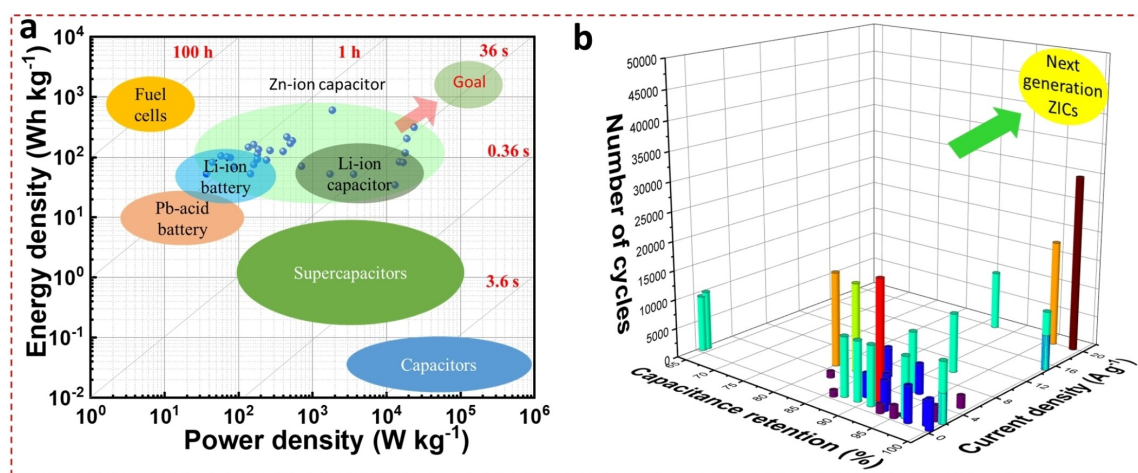 a
10⁴
10³
10²
10¹
10⁰
10⁻¹
10⁻²
Energy density (Wh kg⁻¹)
100 h
1 h
36 s
0.36 s
3.6 s
Fuel
cells
Zn-ion capacitor
Goal
Li-ion
battery
Li-ion
capacitor
Pb-acid
battery
Supercapacitors
Capacitors
10⁰ 10¹ 10² 10³ 10⁴ 10⁵ 10⁶
Power density (W kg⁻¹)
b
50000
45000
40000
35000
30000
25000
20000
15000
10000
5000
0
Number of cycles
Next
generation
ZICs
65 70 75 80 85 100
Capacitance retention (%)
0 4 8 12 16 20
Current density (A g⁻¹)